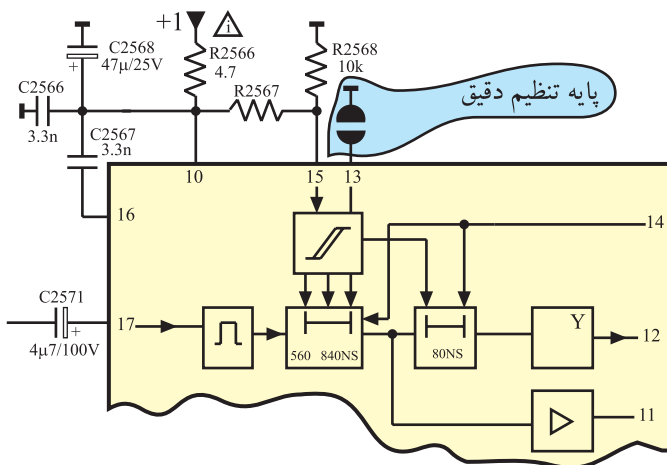 +1
i
C2568
47μ/25V
+
R2566
4.7
R2568
10k
C2566
3.3n
R2567
پایه تنظیم دقیق
C2567
3.3n
10
15
13
16
14
C2571
+
4μ7/100V
17
560 840NS
80NS
Y
12
11